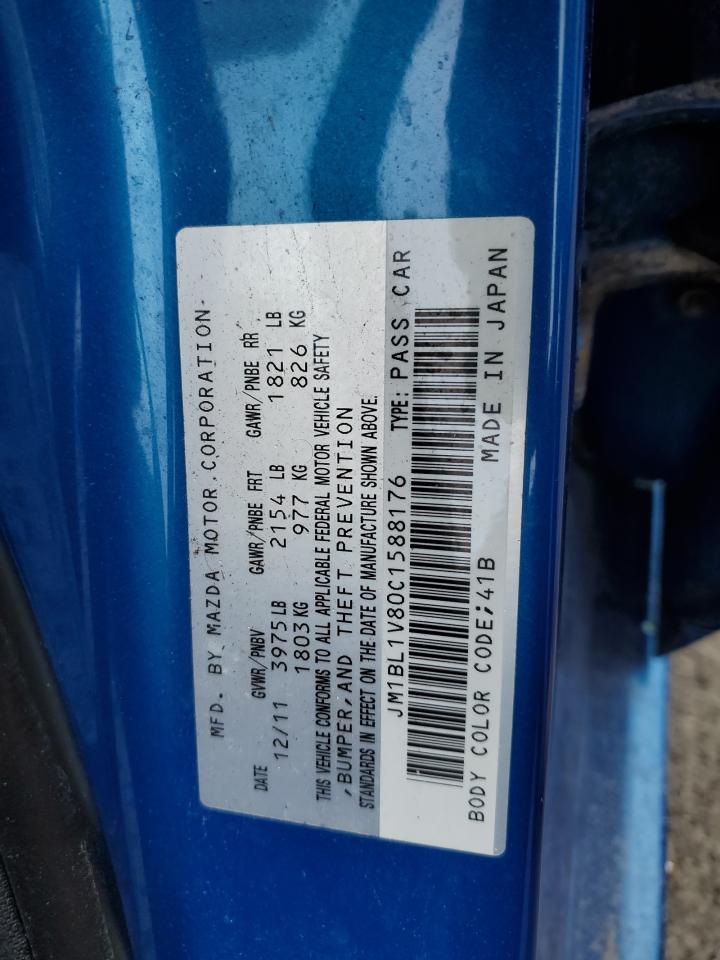 MFD. BY MAZDA MOTOR CORPORATION
DATE GVWR/PNBV GAWR/PNBE FRT GAWR/PNBE RR
12/11 3975 LB 2154 LB 1821 LB
1803 KG 977 KG 826 KG
THIS VEHICLE CONFORMS TO ALL APPLICABLE FEDERAL MOTOR VEHICLE SAFETY
,BUMPER, AND THEFT PREVENTION
STANDARDS IN EFFECT ON THE DATE OF MANUFACTURE SHOWN ABOVE.
JM1BL1V80C1588176 TYPE: PASS CAR
BODY COLOR CODE;41B MADE IN JAPAN